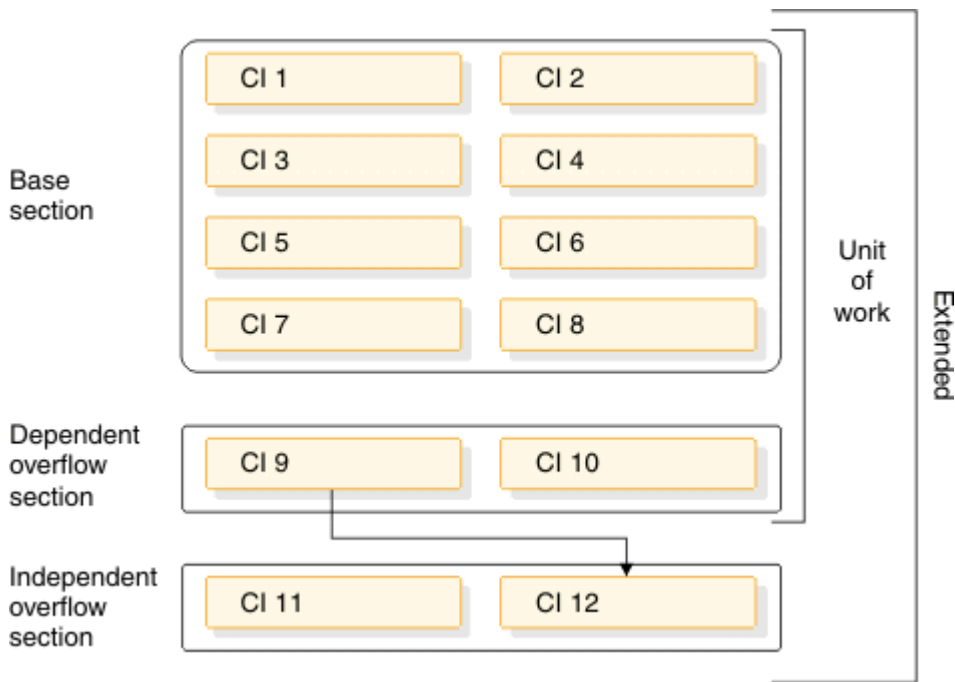 CI 1
CI 2
CI 3
CI 4
Base
section
CI 5
CI 6
CI 7
CI 8
Unit
of
work
Extended
Dependent
overflow
section
CI 9
CI 10
Independent
overflow
section
CI 11
CI 12